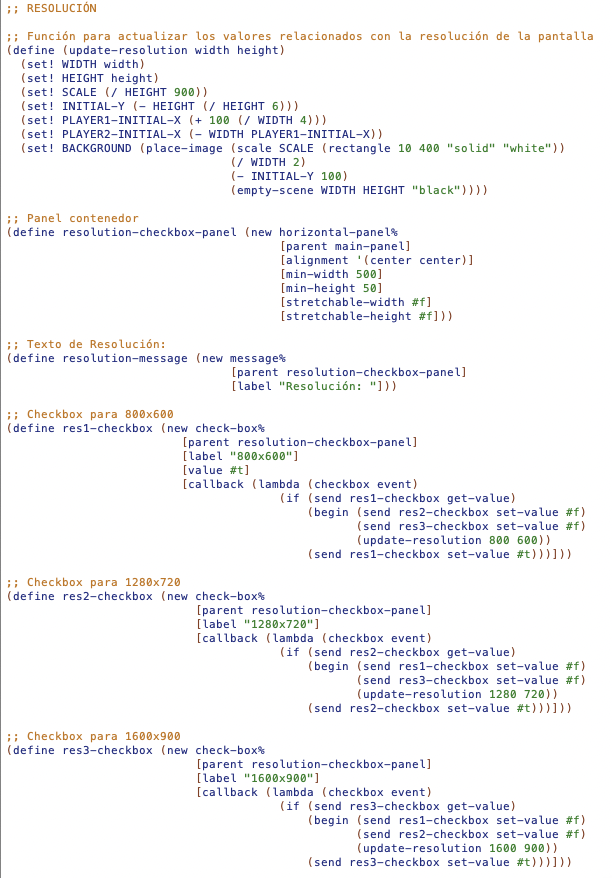 ;; RESOLUCIÓN

;; Función para actualizar los valores relacionados con la resolución de la pantalla
(define (update-resolution width height)
  (set! WIDTH width)
  (set! HEIGHT height)
  (set! SCALE (/ HEIGHT 900))
  (set! INITIAL-Y (- HEIGHT (/ HEIGHT 6)))
  (set! PLAYER1-INITIAL-X (+ 100 (/ WIDTH 4)))
  (set! PLAYER2-INITIAL-X (- WIDTH PLAYER1-INITIAL-X))
  (set! BACKGROUND (place-image (scale SCALE (rectangle 10 400 "solid" "white"))
                                (/ WIDTH 2)
                                (- INITIAL-Y 100)
                                (empty-scene WIDTH HEIGHT "black"))))

;; Panel contenedor
(define resolution-checkbox-panel (new horizontal-panel%
                                       [parent main-panel]
                                       [alignment '(center center)]
                                       [min-width 500]
                                       [min-height 50]
                                       [stretchable-width #f]
                                       [stretchable-height #f]))

;; Texto de Resolución:
(define resolution-message (new message%
                                [parent resolution-checkbox-panel]
                                [label "Resolución: "]))

;; Checkbox para 800x600
(define res1-checkbox (new check-box%
                         [parent resolution-checkbox-panel]
                         [label "800x600"]
                         [value #t]
                         [callback (lambda (checkbox event)
                                       (if (send res1-checkbox get-value)
                                           (begin (send res2-checkbox set-value #f)
                                                  (send res3-checkbox set-value #f)
                                                  (update-resolution 800 600))
                                           (send res1-checkbox set-value #t)))]))

;; Checkbox para 1280x720
(define res2-checkbox (new check-box%
                           [parent resolution-checkbox-panel]
                           [label "1280x720"]
                           [callback (lambda (checkbox event)
                                       (if (send res2-checkbox get-value)
                                           (begin (send res1-checkbox set-value #f)
                                                  (send res3-checkbox set-value #f)
                                                  (update-resolution 1280 720))
                                           (send res2-checkbox set-value #t)))]))

;; Checkbox para 1600x900
(define res3-checkbox (new check-box%
                           [parent resolution-checkbox-panel]
                           [label "1600x900"]
                           [callback (lambda (checkbox event)
                                       (if (send res3-checkbox get-value)
                                           (begin (send res1-checkbox set-value #f)
                                                  (send res2-checkbox set-value #f)
                                                  (update-resolution 1600 900))
                                           (send res3-checkbox set-value #t)))]))